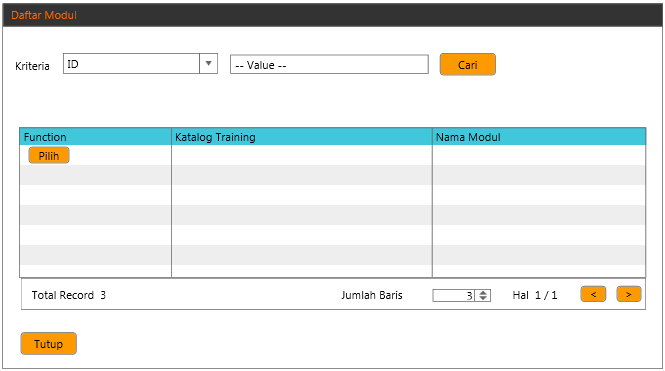 Daftar Modul
Kriteria ID -- Value -- Cari
Function Katalog Training Nama Modul
Pilih
Total Record 3 Jumlah Baris 3 Hal 1 / 1 < >
Tutup